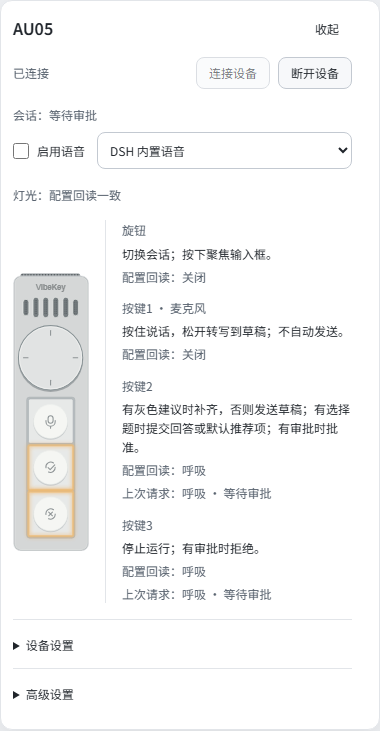 AU05
收起
已连接
连接设备
断开设备
会话：等待审批
启用语音
DSH 内置语音
灯光：配置回读一致
VibeKey
旋钮
切换会话；按下聚焦输入框。
配置回读：关闭
按键1 · 麦克风
按住说话，松开转写到草稿；不自动发送。
配置回读：关闭
按键2
有灰色建议时补齐，否则发送草稿；有选择
题时提交回答或默认推荐项；有审批时批
准。
配置回读：呼吸
上次请求：呼吸 · 等待审批
按键3
停止运行；有审批时拒绝。
配置回读：呼吸
上次请求：呼吸 · 等待审批
设备设置
高级设置